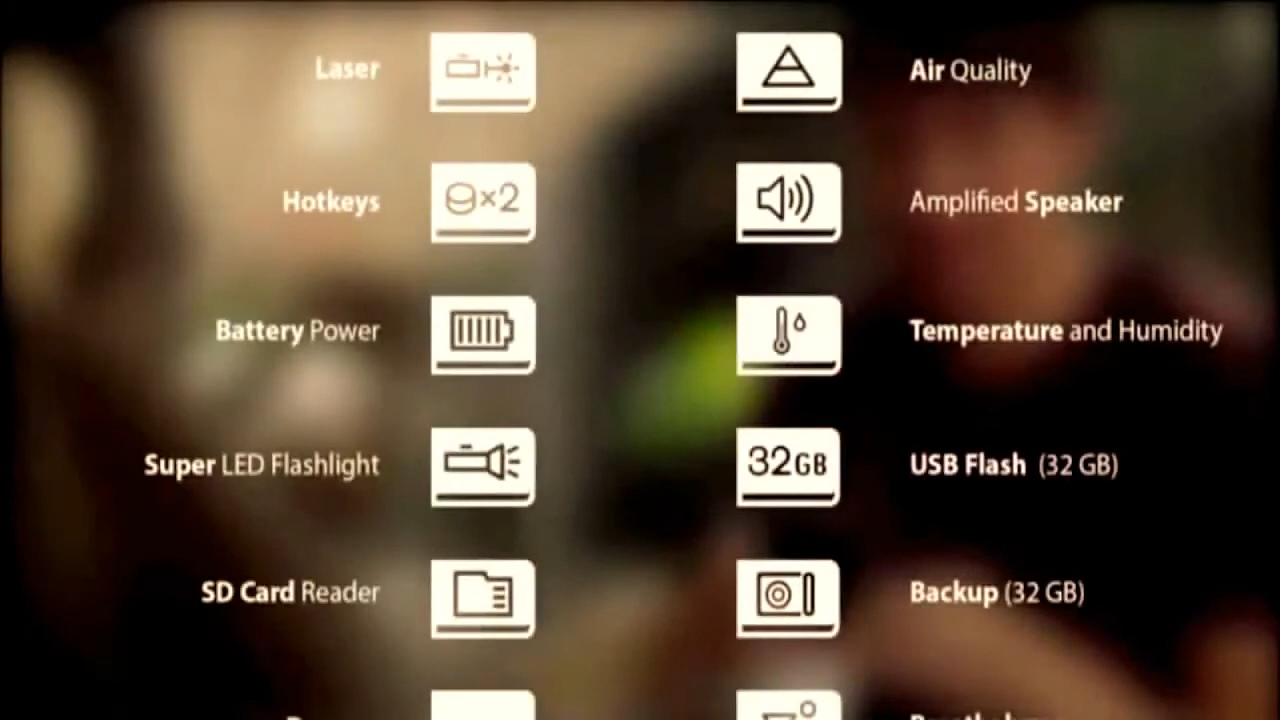 Laser
Air Quality
Hotkeys
×2
Amplified Speaker
Battery Power
Temperature and Humidity
Super LED Flashlight
32GB
USB Flash (32 GB)
SD Card Reader
Backup (32 GB)